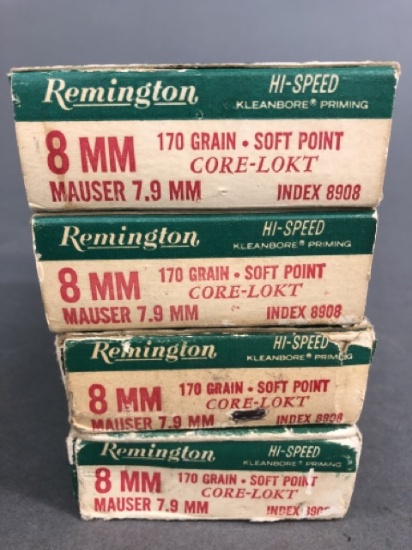 Remington HI-SPEED
KLEANBORE® PRIMING
8 MM 170 GRAIN • SOFT POINT
CORE-LOKT
MAUSER 7.9 MM INDEX 8908
Remington HI-SPEED
KLEANBORE® PRIMING
8 MM 170 GRAIN • SOFT POINT
CORE-LOKT
MAUSER 7.9 MM INDEX 8908
Remington HI-SPEED
KLEANBORE® PRIMING
8 MM 170 GRAIN • SOFT POINT
CORE-LOKT
MAUSER 7.9 MM INDEX 8908
Remington HI-SPEED
KLEANBORE® PRIMING
8 MM 170 GRAIN • SOFT POINT
CORE-LOKT
MAUSER 7.9 MM INDEX 890